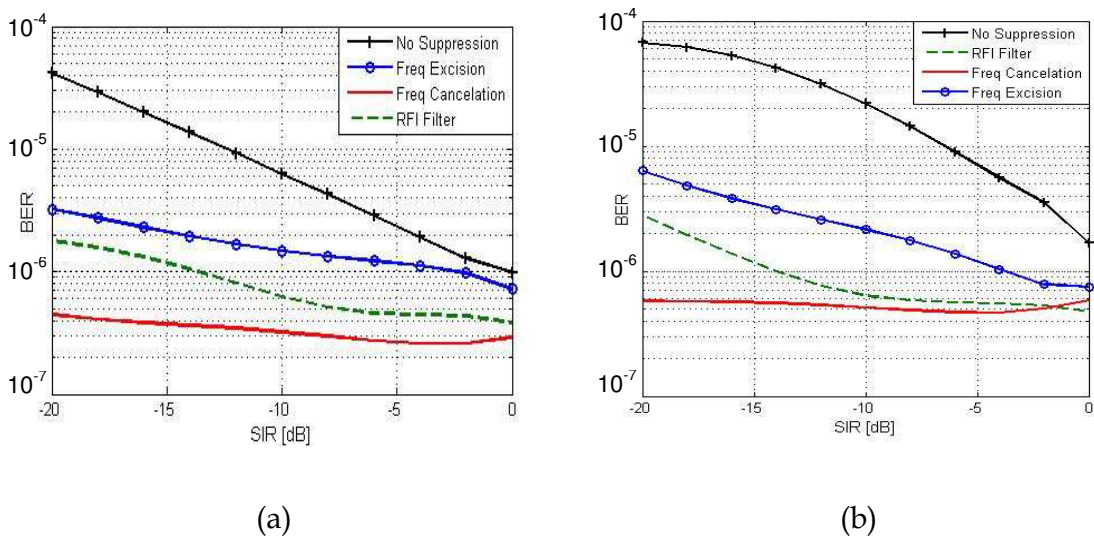 10-4
No Suppression
Freq Excision
Freq Cancelation
RFI Filter
10-5
BER
10-6
10-7
-20 -15 -10 -5 0
SIR [dB]
(a)
10-4
No Suppression
RFI Filter
Freq Cancelation
Freq Excision
10-5
BER
10-6
10-7
-20 -15 -10 -5 0
SIR [dB]
(b)